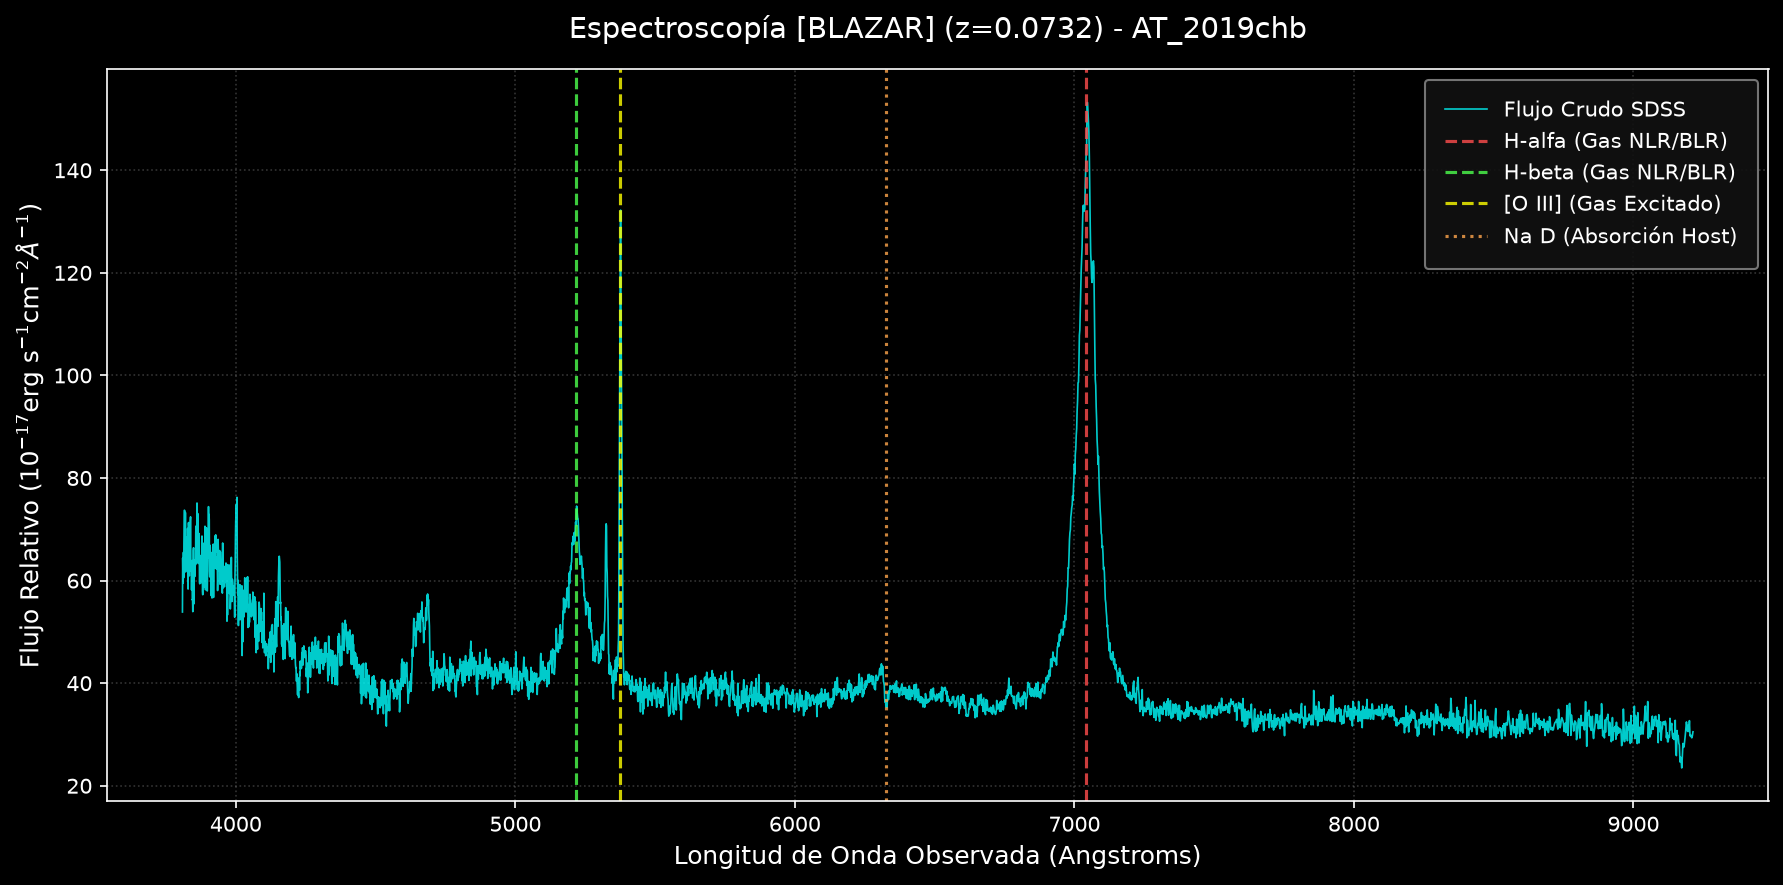 Espectroscopía [BLAZAR] (z=0.0732) - AT_2019chb
Flujo Crudo SDSS
H-alfa (Gas NLR/BLR)
H-beta (Gas NLR/BLR)
[O III] (Gas Excitado)
Na D (Absorción Host)
Flujo Relativo (10⁻¹⁷erg s⁻¹cm⁻²Å⁻¹)
140
120
100
80
60
40
20
4000 5000 6000 7000 8000 9000
Longitud de Onda Observada (Angstroms)